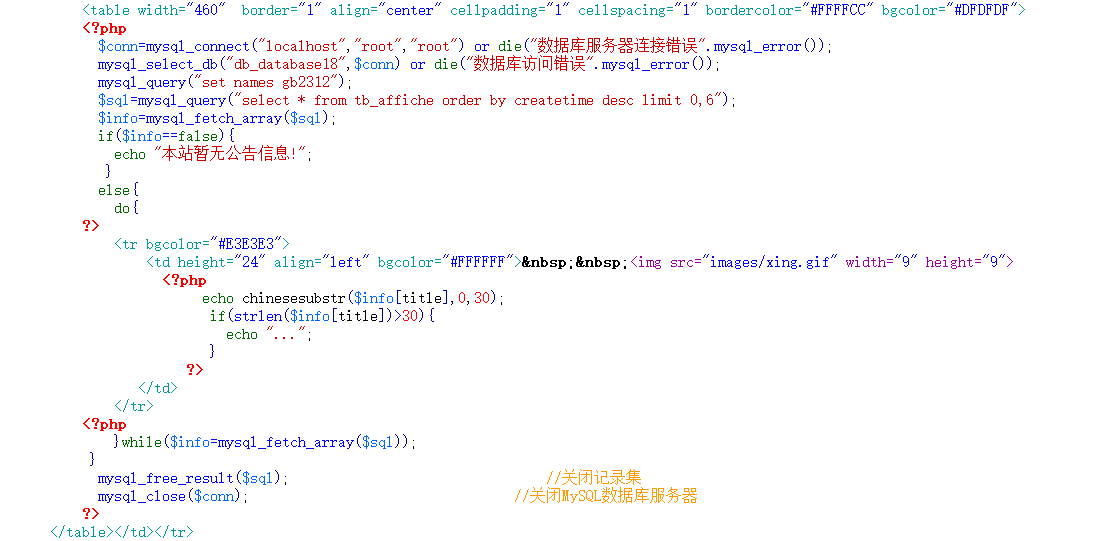 <table width="460"  border="1" align="center" cellpadding="1" cellspacing="1" bordercolor="#FFFFCC" bgcolor="#DFDFDF">
<?php
$conn=mysql_connect("localhost","root","root") or die("数据库服务器连接错误".mysql_error());
mysql_select_db("db_database18",$conn) or die("数据库访问错误".mysql_error());
mysql_query("set names gb2312");
$sql=mysql_query("select * from tb_affiche order by createtime desc limit 0,6");
$info=mysql_fetch_array($sql);
if($info==false){
echo "本站暂无公告信息!";
}
else{
do{
?>
<tr bgcolor="#E3E3E3">
<td height="24" align="left" bgcolor="#FFFFFF">&nbsp;&nbsp;<img src="images/xing.gif" width="9" height="9">
<?php
echo chinesesubstr($info[title],0,30);
if(strlen($info[title])>30){
echo "...";
}
?>
</td>
</tr>
<?php
}while($info=mysql_fetch_array($sql));
}
mysql_free_result($sql); //关闭记录集
mysql_close($conn); //关闭MySQL数据库服务器
?>
</table></td></tr>